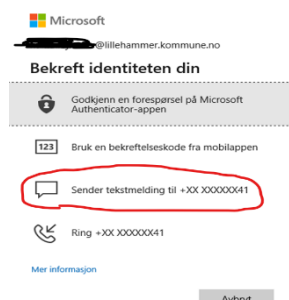 Microsoft
@lillehammer.kommune.no
Bekreft identiteten din
Godkjenn en forespørsel på Microsoft
Authenticator-appen
123 Bruk en bekreftelseskode fra mobilappen
Sender tekstmelding til +XX XXXXXX41
Ring +XX XXXXXX41
Mer informasjon
Avbryt